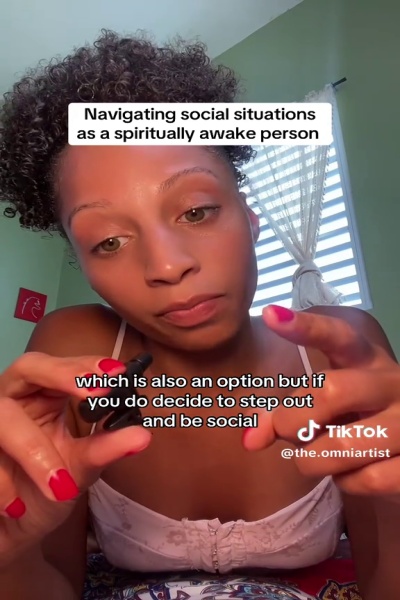 Navigating social situations
as a spiritually awake person
which is also an option but if
you do decide to step out
and be social
TikTok
@the.omniartist